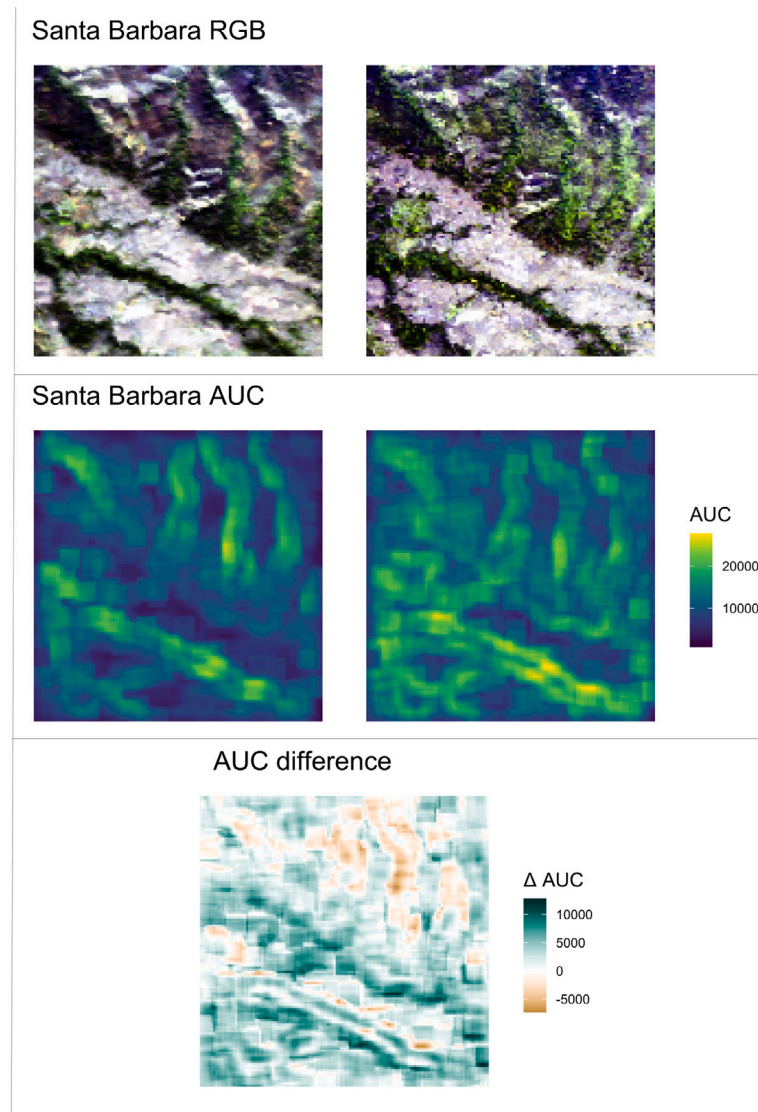 Santa Barbara RGB
Santa Barbara AUC
AUC
20000
10000
AUC difference
Δ AUC
10000
5000
0
-5000